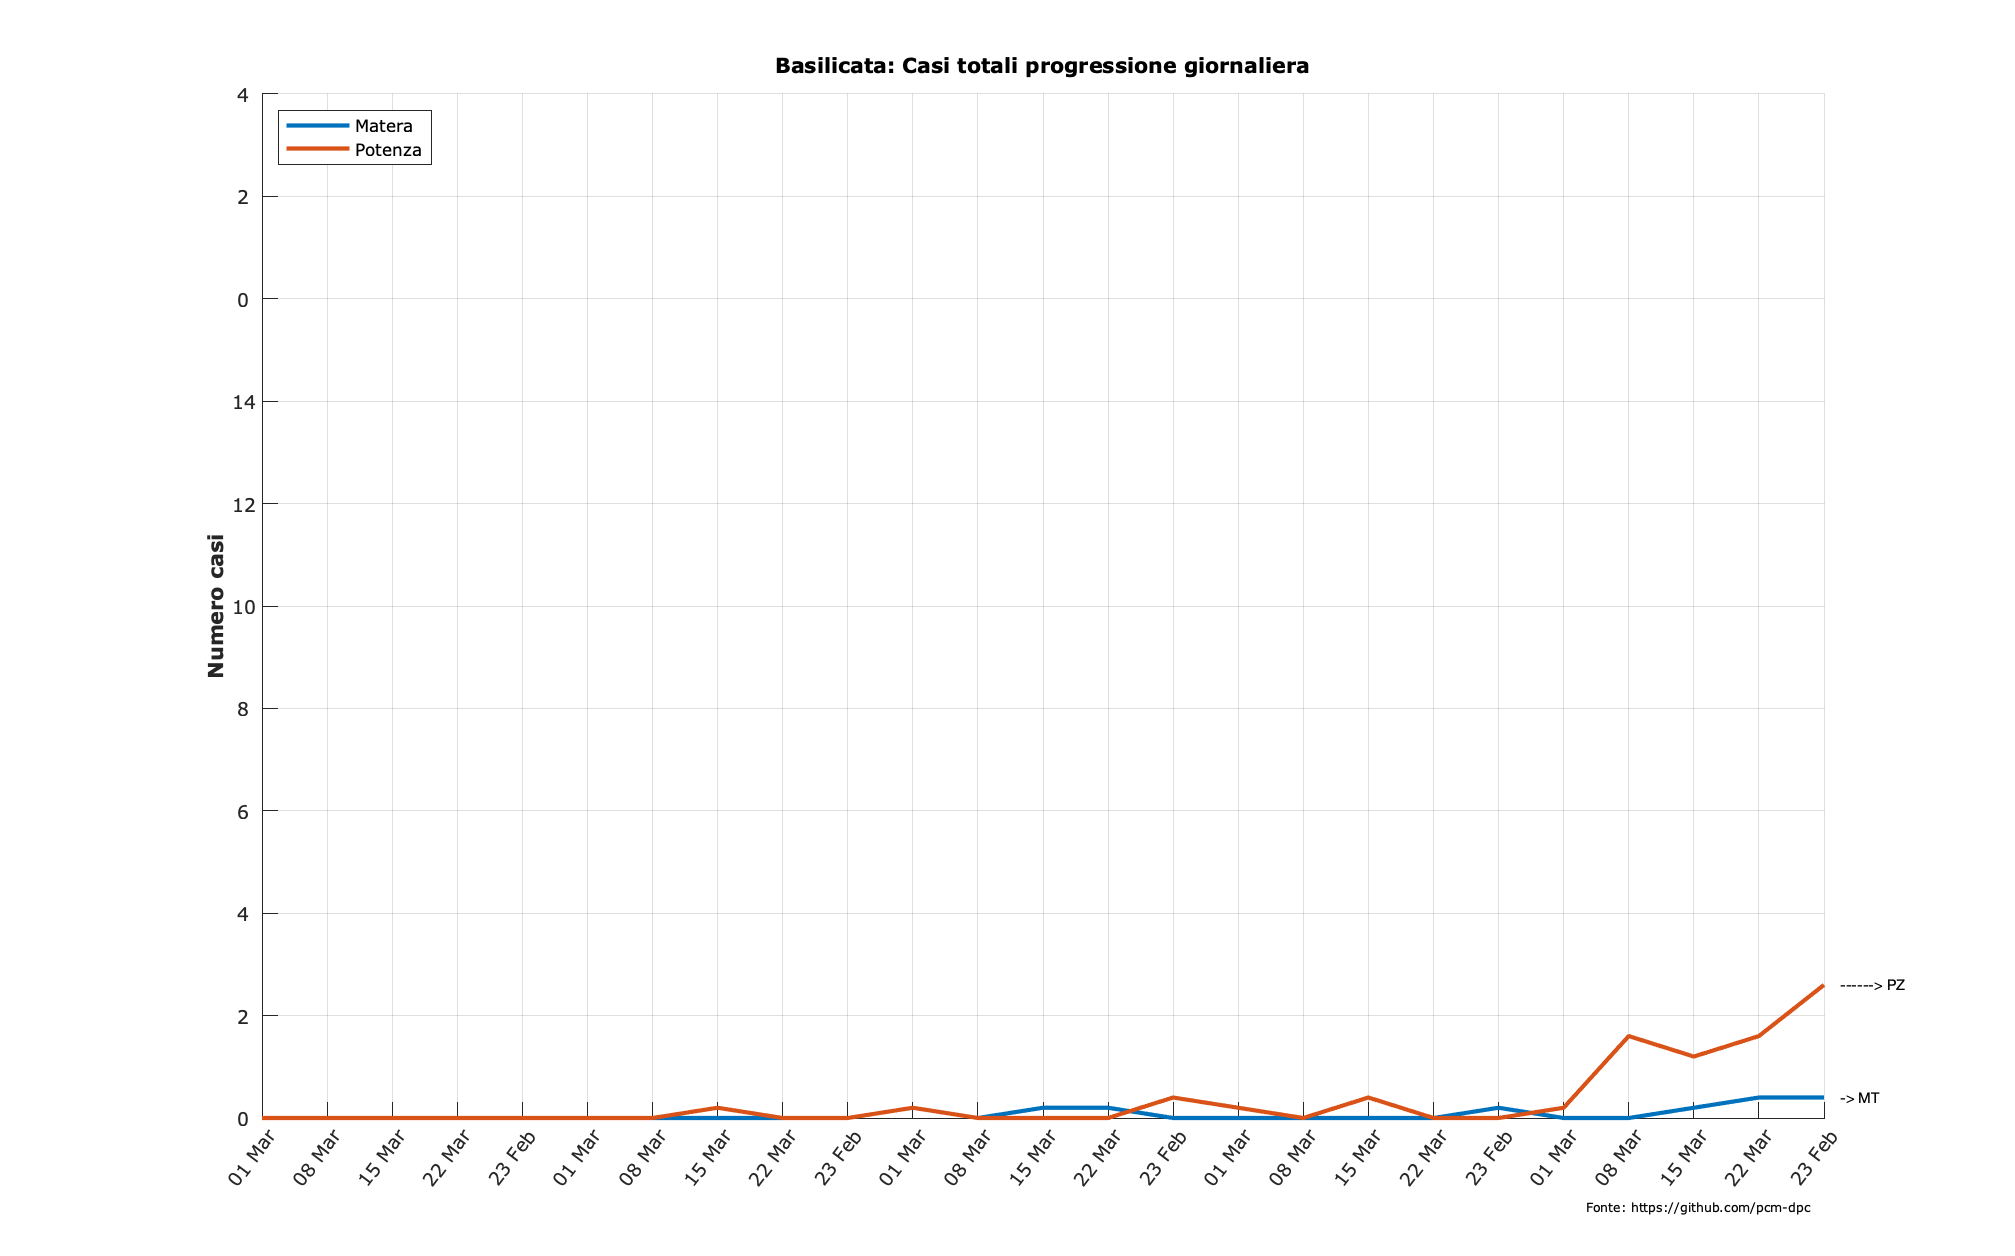 Basilicata: Casi totali progressione giornaliera
Matera
Potenza
4
2
0
14
12
10
8
6
4
2
0
Numero casi
------> PZ
-> MT
01 Mar
08 Mar
15 Mar
22 Mar
23 Feb
01 Mar
08 Mar
15 Mar
22 Mar
23 Feb
01 Mar
08 Mar
15 Mar
22 Mar
23 Feb
01 Mar
08 Mar
15 Mar
22 Mar
23 Feb
01 Mar
08 Mar
15 Mar
22 Mar
23 Feb
Fonte: https://github.com/pcm-dpc